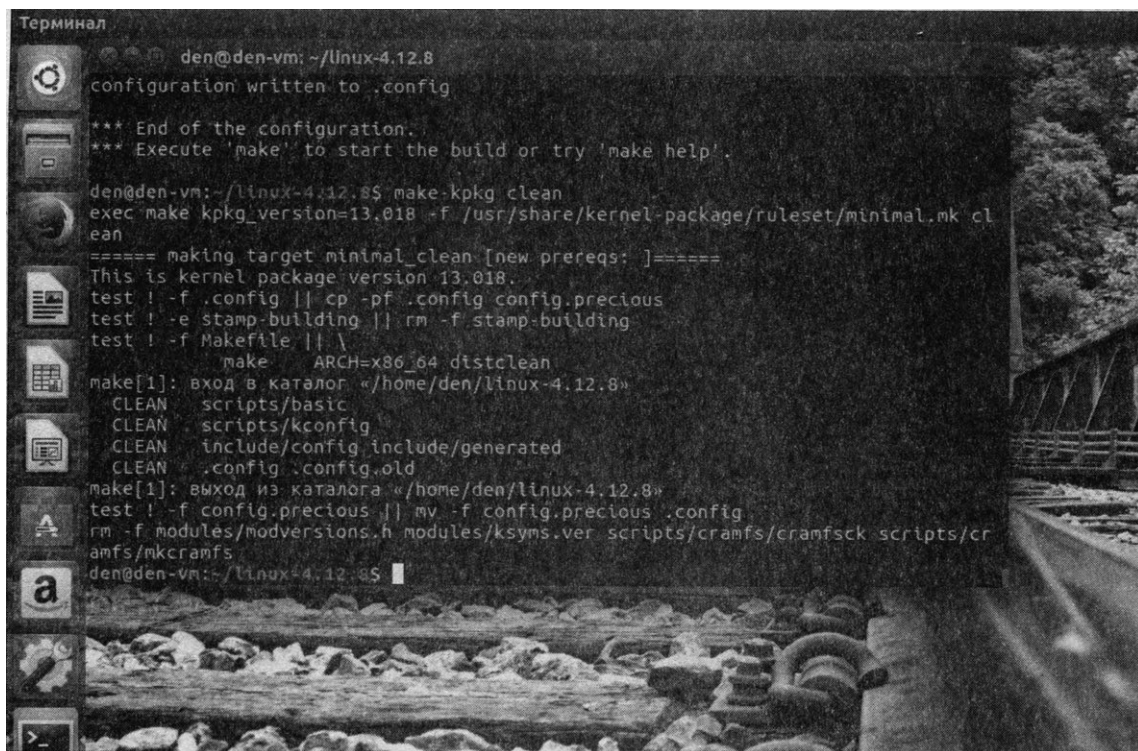 Терминал
den@den-vm: ~/linux-4.12.8
configuration written to .config
*** End of the configuration.
*** Execute 'make' to start the build or try 'make help'.
den@den-vm:~/linux-4.12.8$ make-kpkg clean
exec make kpkg_version=13.018 -f /usr/share/kernel-package/ruleset/minimal.mk cl
ean
====== making target minimal_clean [new prereqs: ]======
This is kernel package version 13.018.
test ! -f .config || cp -pf .config config.precious
test ! -e stamp-building || rm -f stamp-building
test ! -f Makefile || \
make ARCH=x86_64 distclean
make[1]: вход в каталог «/home/den/linux-4.12.8»
CLEAN scripts/basic
CLEAN scripts/kconfig
CLEAN include/config include/generated
CLEAN .config .config.old
make[1]: выход из каталога «/home/den/linux-4.12.8»
test ! -f config.precious || mv -f config.precious .config
rm -f modules/modversions.h modules/ksyms.ver scripts/cramfs/cramfsck scripts/cr
amfs/mkcramfs
den@den-vm:~/linux-4.12.8$